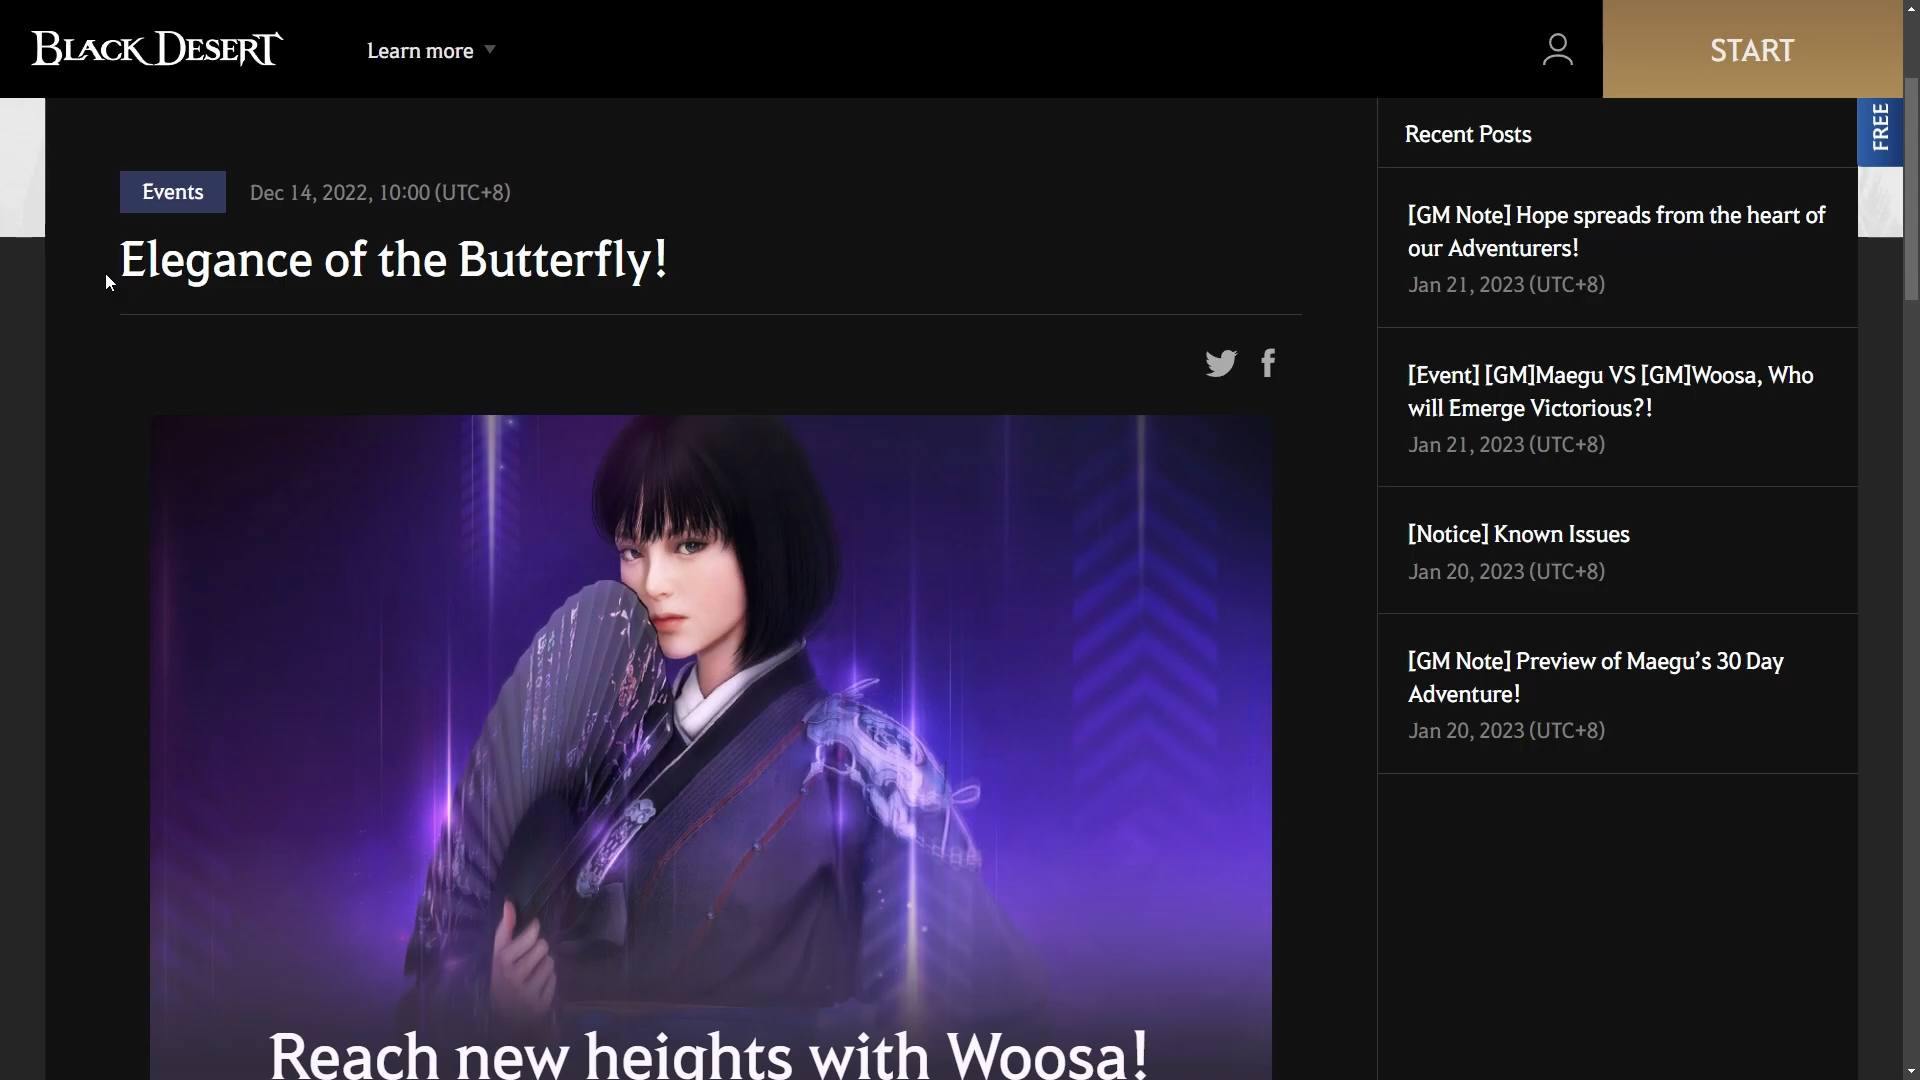 BLACK DESERT
Learn more
START
FREE
Events
Dec 14, 2022, 10:00 (UTC+8)
Elegance of the Butterfly!
Reach new heights with Woosa!
Recent Posts
[GM Note] Hope spreads from the heart of
our Adventurers!
Jan 21, 2023 (UTC+8)
[Event] [GM]Maegu VS [GM]Woosa, Who
will Emerge Victorious?!
Jan 21, 2023 (UTC+8)
[Notice] Known Issues
Jan 20, 2023 (UTC+8)
[GM Note] Preview of Maegu’s 30 Day
Adventure!
Jan 20, 2023 (UTC+8)